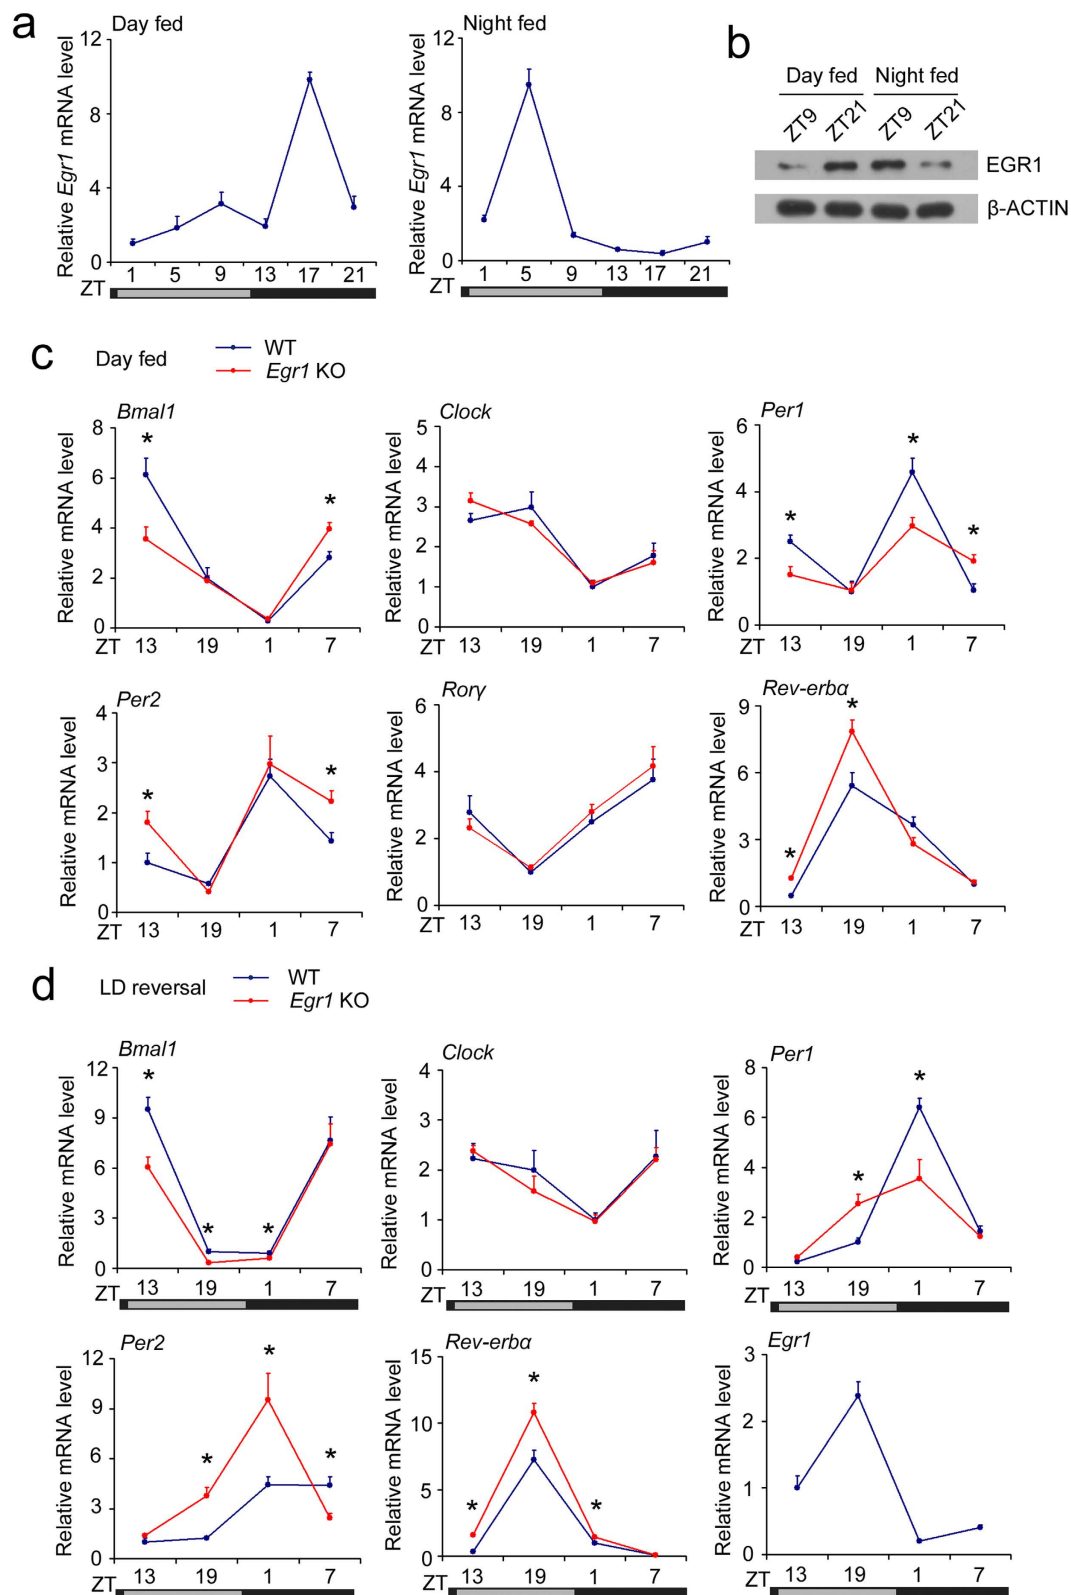 a
Day fed
Relative Egr1 mRNA level
12
8
4
0
1 5 9 13 17 21
ZT
Night fed
Relative Egr1 mRNA level
12
8
4
0
1 5 9 13 17 21
ZT
b
Day fed Night fed
ZT9 ZT21 ZT9 ZT21
EGR1
β-ACTIN
c
Day fed
WT
Egr1 KO
Bmal1
Relative mRNA level
8
6
4
2
0
ZT 13 19 1 7
* *
Clock
Relative mRNA level
5
4
3
2
1
0
ZT 13 19 1 7
Per1
Relative mRNA level
6
4
2
0
ZT 13 19 1 7
* * *
Per2
Relative mRNA level
4
3
2
1
0
ZT 13 19 1 7
* *
Rorγ
Relative mRNA level
6
4
2
0
ZT 13 19 1 7
Rev-erbα
Relative mRNA level
9
6
3
0
ZT 13 19 1 7
* *
d
LD reversal
WT
Egr1 KO
Bmal1
Relative mRNA level
12
9
6
3
0
ZT 13 19 1 7
* * *
Clock
Relative mRNA level
4
3
2
1
0
ZT 13 19 1 7
Per1
Relative mRNA level
8
6
4
2
0
ZT 13 19 1 7
* *
Per2
Relative mRNA level
12
9
6
3
0
ZT 13 19 1 7
* * *
Rev-erbα
Relative mRNA level
15
10
5
0
ZT 13 19 1 7
* * *
Egr1
Relative mRNA level
3
2
1
0
ZT 13 19 1 7